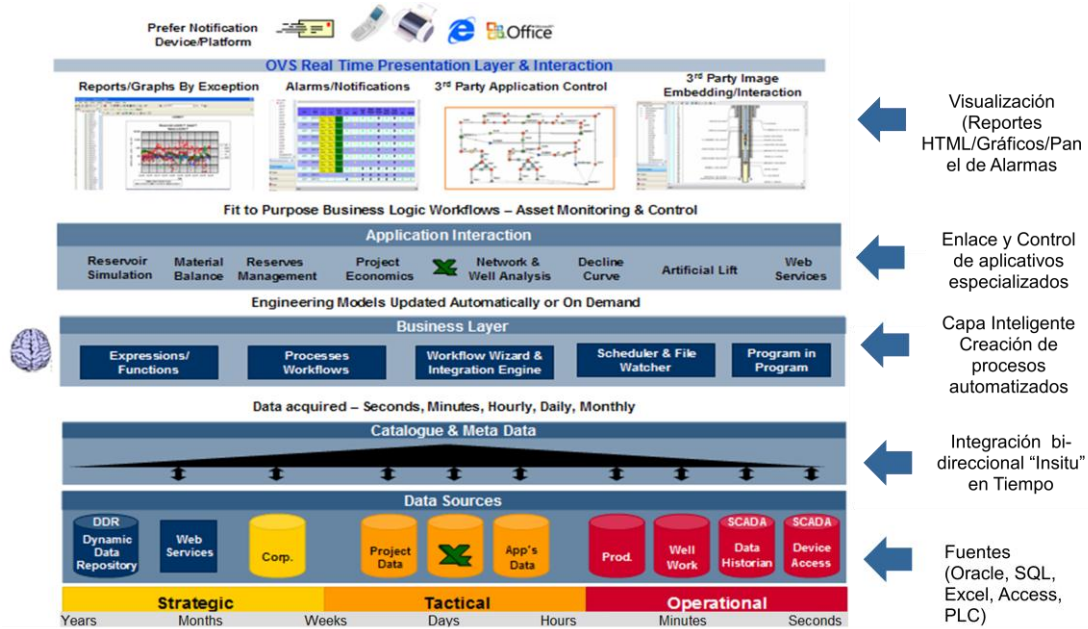 Prefer Notification
Device/Platform
Microsoft
Office
OVS Real Time Presentation Layer & Interaction
Reports/Graphs By Exception
Alarms/Notifications
3rd Party Application Control
3rd Party Image
Embedding/Interaction
Visualización
(Reportes
HTML/Gráficos/Pan
el de Alarmas
Fit to Purpose Business Logic Workflows – Asset Monitoring & Control
Application Interaction
Reservoir
Simulation
Material
Balance
Reserves
Management
Project
Economics
Network &
Well Analysis
Decline
Curve
Artificial Lift
Web
Services
Enlace y Control
de aplicativos
especializados
Engineering Models Updated Automatically or On Demand
Business Layer
Expressions/
Functions
Processes
Workflows
Workflow Wizard &
Integration Engine
Scheduler & File
Watcher
Program in
Program
Capa Inteligente
Creación de
procesos
automatizados
Data acquired – Seconds, Minutes, Hourly, Daily, Monthly
Catalogue & Meta Data
Integración bi-
direccional “Insitu”
en Tiempo
Data Sources
DDR
Dynamic
Data
Repository
Web
Services
Corp.
Project
Data
App's
Data
Prod.
Well
Work
SCADA
Data
Historian
SCADA
Device
Access
Fuentes
(Oracle, SQL,
Excel, Access,
PLC)
Strategic
Tactical
Operational
Years
Months
Weeks
Days
Hours
Minutes
Seconds